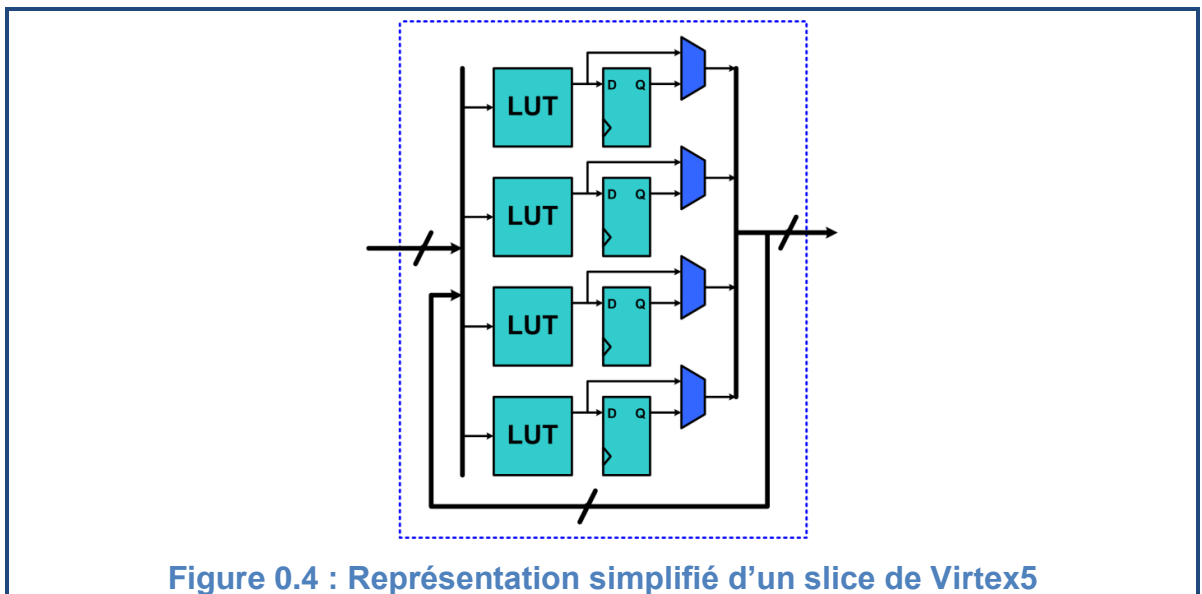 LUT
D Q
LUT
D Q
LUT
D Q
LUT
D Q
Figure 0.4 : Représentation simplifié d'un slice de Virtex5